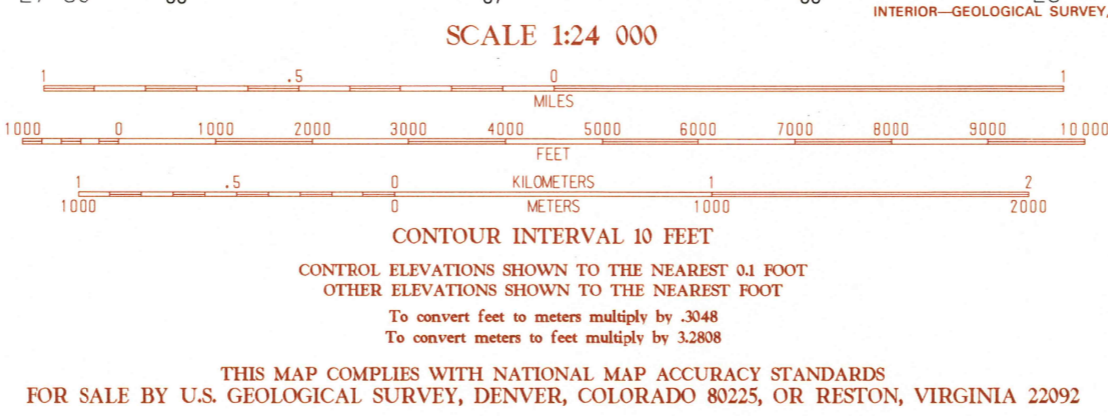 INTERIOR—GEOLOGICAL SURVEY,
SCALE 1:24 000
1 .5 0 1
MILES
1000 0 1000 2000 3000 4000 5000 6000 7000 8000 9000 10 000
FEET
1 .5 0 KILOMETERS 1 2
1000 0 METERS 1000 2000
CONTOUR INTERVAL 10 FEET
CONTROL ELEVATIONS SHOWN TO THE NEAREST 0.1 FOOT
OTHER ELEVATIONS SHOWN TO THE NEAREST FOOT
To convert feet to meters multiply by .3048
To convert meters to feet multiply by 3.2808
THIS MAP COMPLIES WITH NATIONAL MAP ACCURACY STANDARDS
FOR SALE BY U.S. GEOLOGICAL SURVEY, DENVER, COLORADO 80225, OR RESTON, VIRGINIA 22092